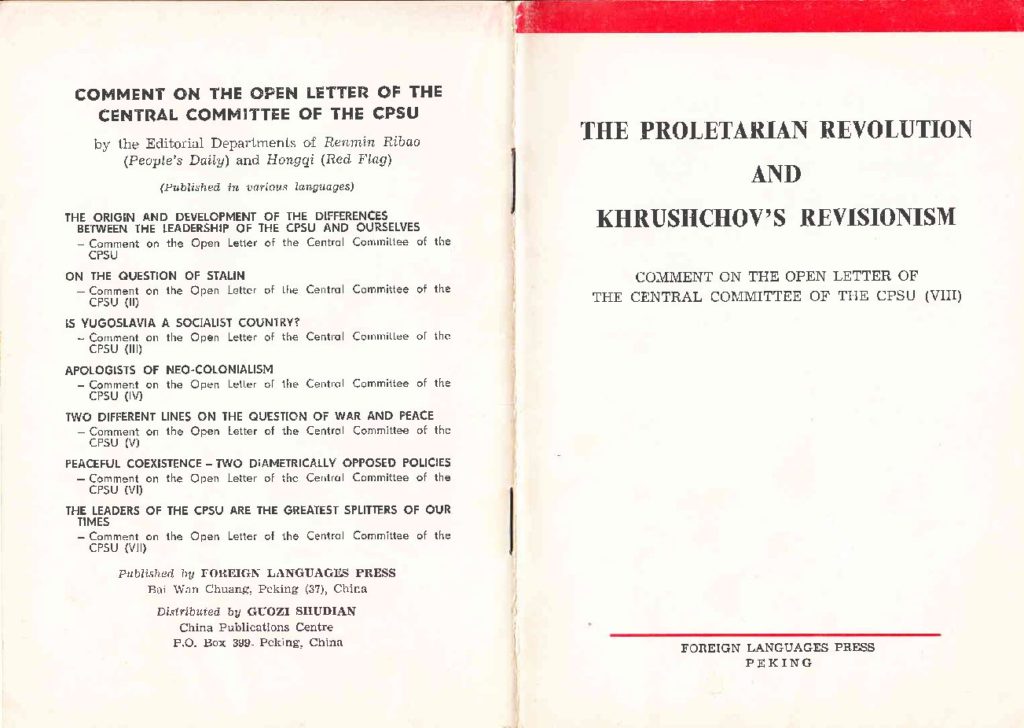 COMMENT ON THE OPEN LETTER OF THE
CENTRAL COMMITTEE OF THE CPSU
by the Editorial Departments of Renmin Ribao
(People's Daily) and Hongqi (Red Flag)
(Published in various languages)
THE ORIGIN AND DEVELOPMENT OF THE DIFFERENCES
BETWEEN THE LEADERSHIP OF THE CPSU AND OURSELVES
– Comment on the Open Letter of the Central Committee of the
CPSU
ON THE QUESTION OF STALIN
– Comment on the Open Letter of the Central Committee of the
CPSU (II)
IS YUGOSLAVIA A SOCIALIST COUNTRY?
– Comment on the Open Letter of the Central Committee of the
CPSU (III)
APOLOGISTS OF NEO-COLONIALISM
– Comment on the Open Letter of the Central Committee of the
CPSU (IV)
TWO DIFFERENT LINES ON THE QUESTION OF WAR AND PEACE
– Comment on the Open Letter of the Central Committee of the
CPSU (V)
PEACEFUL COEXISTENCE – TWO DIAMETRICALLY OPPOSED POLICIES
– Comment on the Open Letter of the Central Committee of the
CPSU (VI)
THE LEADERS OF THE CPSU ARE THE GREATEST SPLITTERS OF OUR
TIMES
– Comment on the Open Letter of the Central Committee of the
CPSU (VII)
Published by FOREIGN LANGUAGES PRESS
Bai Wan Chuang, Peking (37), China
Distributed by GUOZI SHUDIAN
China Publications Centre
P.O. Box 399. Peking, China
THE PROLETARIAN REVOLUTION
AND
KHRUSHCHOV'S REVISIONISM
COMMENT ON THE OPEN LETTER OF
THE CENTRAL COMMITTEE OF THE CPSU (VIII)
FOREIGN LANGUAGES PRESS
PEKING